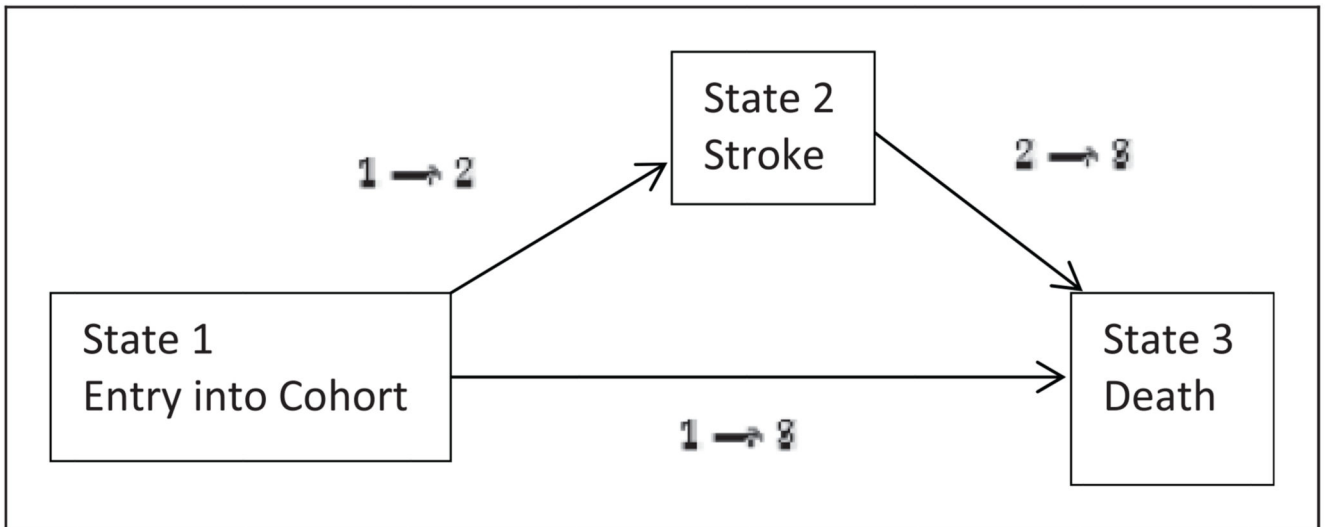 State 2
Stroke
1 → 2
2 → 3
State 1
Entry into Cohort
State 3
Death
1 → 3